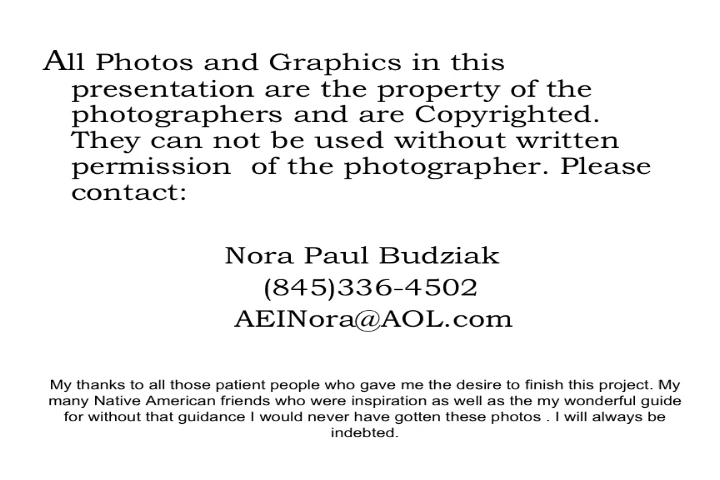 All Photos and Graphics in this
presentation are the property of the
photographers and are Copyrighted.
They can not be used without written
permission  of the photographer. Please
contact:
Nora Paul Budziak
(845)336-4502
AEINora@AOL.com
My thanks to all those patient people who gave me the desire to finish this project. My
many Native American friends who were inspiration as well as the my wonderful guide
for without that guidance I would never have gotten these photos . I will always be
indebted.